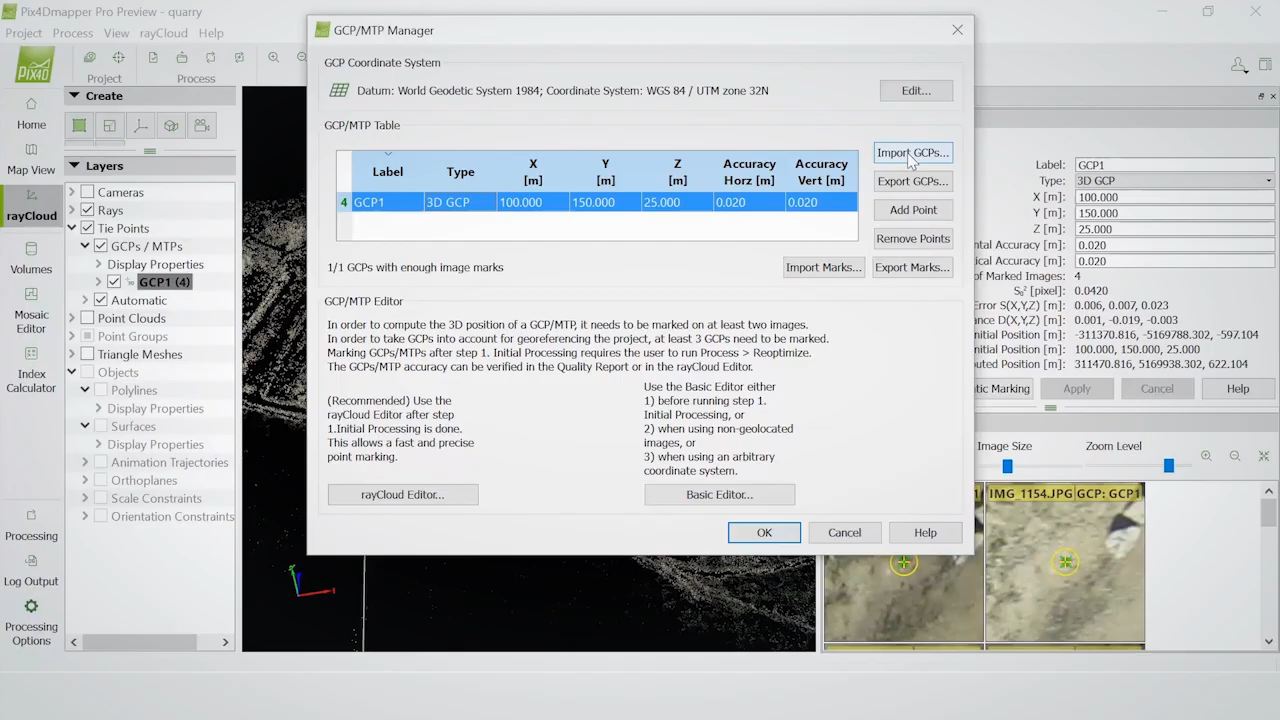 Pix4Dmapper Pro Preview - quarry
Project Process View rayCloud Help
PIX4D
Project
Process
Home
Map View
rayCloud
Volumes
Mosaic
Editor
Index
Calculator
Processing
Log Output
Processing
Options
Create
Layers
Cameras
Rays
Tie Points
GCPs / MTPs
Display Properties
GCP1 (4)
Automatic
Point Clouds
Point Groups
Triangle Meshes
Objects
Polylines
Display Properties
Surfaces
Display Properties
Animation Trajectories
Orthoplanes
Scale Constraints
Orientation Constraints
GCP/MTP Manager
GCP Coordinate System
Datum: World Geodetic System 1984; Coordinate System: WGS 84 / UTM zone 32N
Edit...
GCP/MTP Table
Label Type X [m] Y [m] Z [m] Accuracy Horz [m] Accuracy Vert [m]
4 GCP1 3D GCP 100.000 150.000 25.000 0.020 0.020
Import GCPs...
Export GCPs...
Add Point
Remove Points
1/1 GCPs with enough image marks
Import Marks...
Export Marks...
GCP/MTP Editor
In order to compute the 3D position of a GCP/MTP, it needs to be marked on at least two images.
In order to take GCPs into account for georeferencing the project, at least 3 GCPs need to be marked.
Marking GCPs/MTPs after step 1. Initial Processing requires the user to run Process > Reoptimize.
The GCPs/MTP accuracy can be verified in the Quality Report or in the rayCloud Editor.
(Recommended) Use the
rayCloud Editor after step
1.Initial Processing is done.
This allows a fast and precise
point marking.
rayCloud Editor...
Use the Basic Editor either
1) before running step 1.
Initial Processing, or
2) when using non-geolocated
images, or
3) when using an arbitrary
coordinate system.
Basic Editor...
OK
Cancel
Help
Label: GCP1
Type: 3D GCP
X [m]: 100.000
Y [m]: 150.000
Z [m]: 25.000
ntal Accuracy [m]: 0.020
ical Accuracy [m]: 0.020
of Marked Images: 4
S₀² [pixel]: 0.0420
Error S(X,Y,Z) [m]: 0.006, 0.007, 0.023
ance D(X,Y,Z) [m]: 0.001, -0.019, -0.003
nitial Position [m]: -311370.816, -5169788.302, -597.104
nitial Position [m]: 100.000, 150.000, 25.000
uted Position [m]: 311470.816, 5169938.302, 622.104
tic Marking
Apply
Cancel
Help
Image Size
Zoom Level
IMG_1154.JPG GCP: GCP1